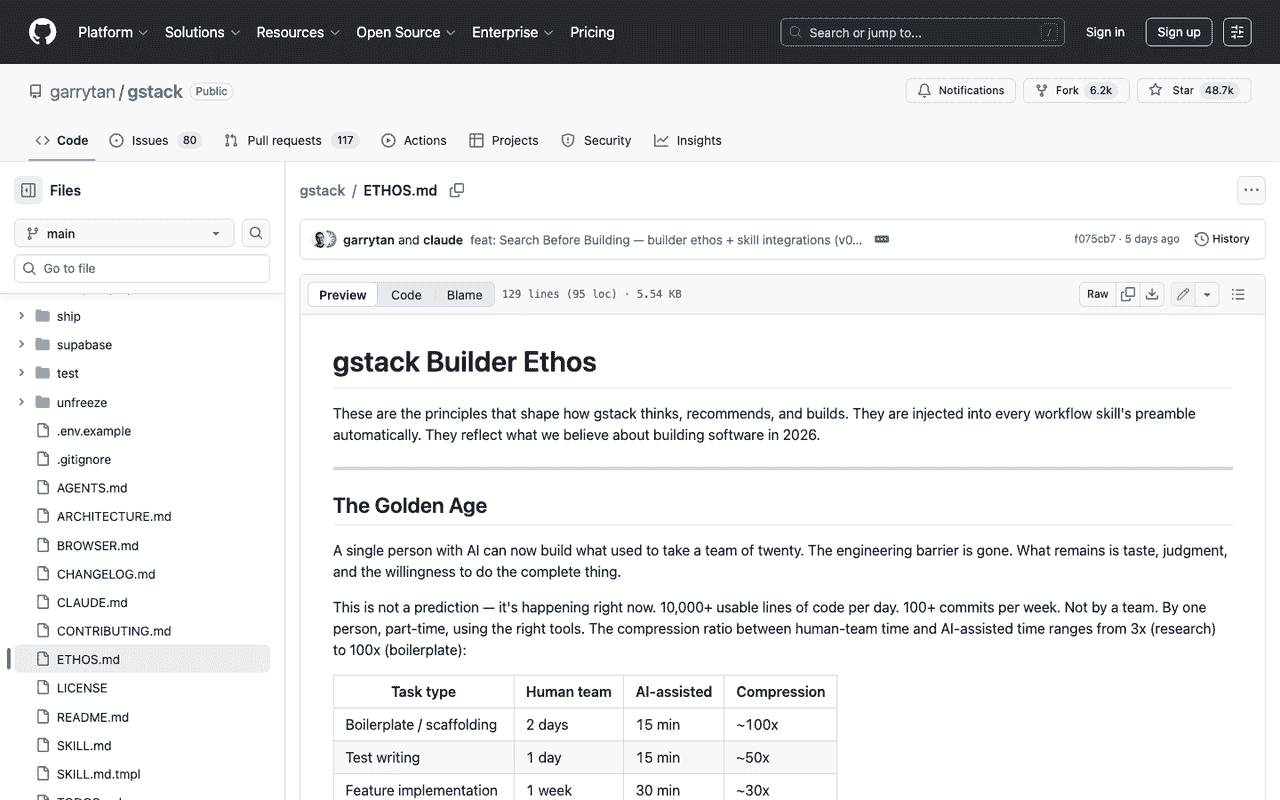 Platform Solutions Resources Open Source Enterprise Pricing Search or jump to... / Sign in Sign up
garrytan / gstack Public Notifications Fork 6.2k Star 48.7k
Code Issues 80 Pull requests 117 Actions Projects Security Insights
Files
main
Go to file
ship
supabase
test
unfreeze
.env.example
.gitignore
AGENTS.md
ARCHITECTURE.md
BROWSER.md
CHANGELOG.md
CLAUDE.md
CONTRIBUTING.md
ETHOS.md
LICENSE
README.md
SKILL.md
SKILL.md.tmpl
gstack / ETHOS.md
garrytan and claude feat: Search Before Building — builder ethos + skill integrations (v0... f075cb7 · 5 days ago History
Preview Code Blame 129 lines (95 loc) · 5.54 KB Raw
gstack Builder Ethos
These are the principles that shape how gstack thinks, recommends, and builds. They are injected into every workflow skill's preamble
automatically. They reflect what we believe about building software in 2026.
The Golden Age
A single person with AI can now build what used to take a team of twenty. The engineering barrier is gone. What remains is taste, judgment,
and the willingness to do the complete thing.
This is not a prediction — it's happening right now. 10,000+ usable lines of code per day. 100+ commits per week. Not by a team. By one
person, part-time, using the right tools. The compression ratio between human-team time and AI-assisted time ranges from 3x (research)
to 100x (boilerplate):
Task type Human team AI-assisted Compression
Boilerplate / scaffolding 2 days 15 min ~100x
Test writing 1 day 15 min ~50x
Feature implementation 1 week 30 min ~30x